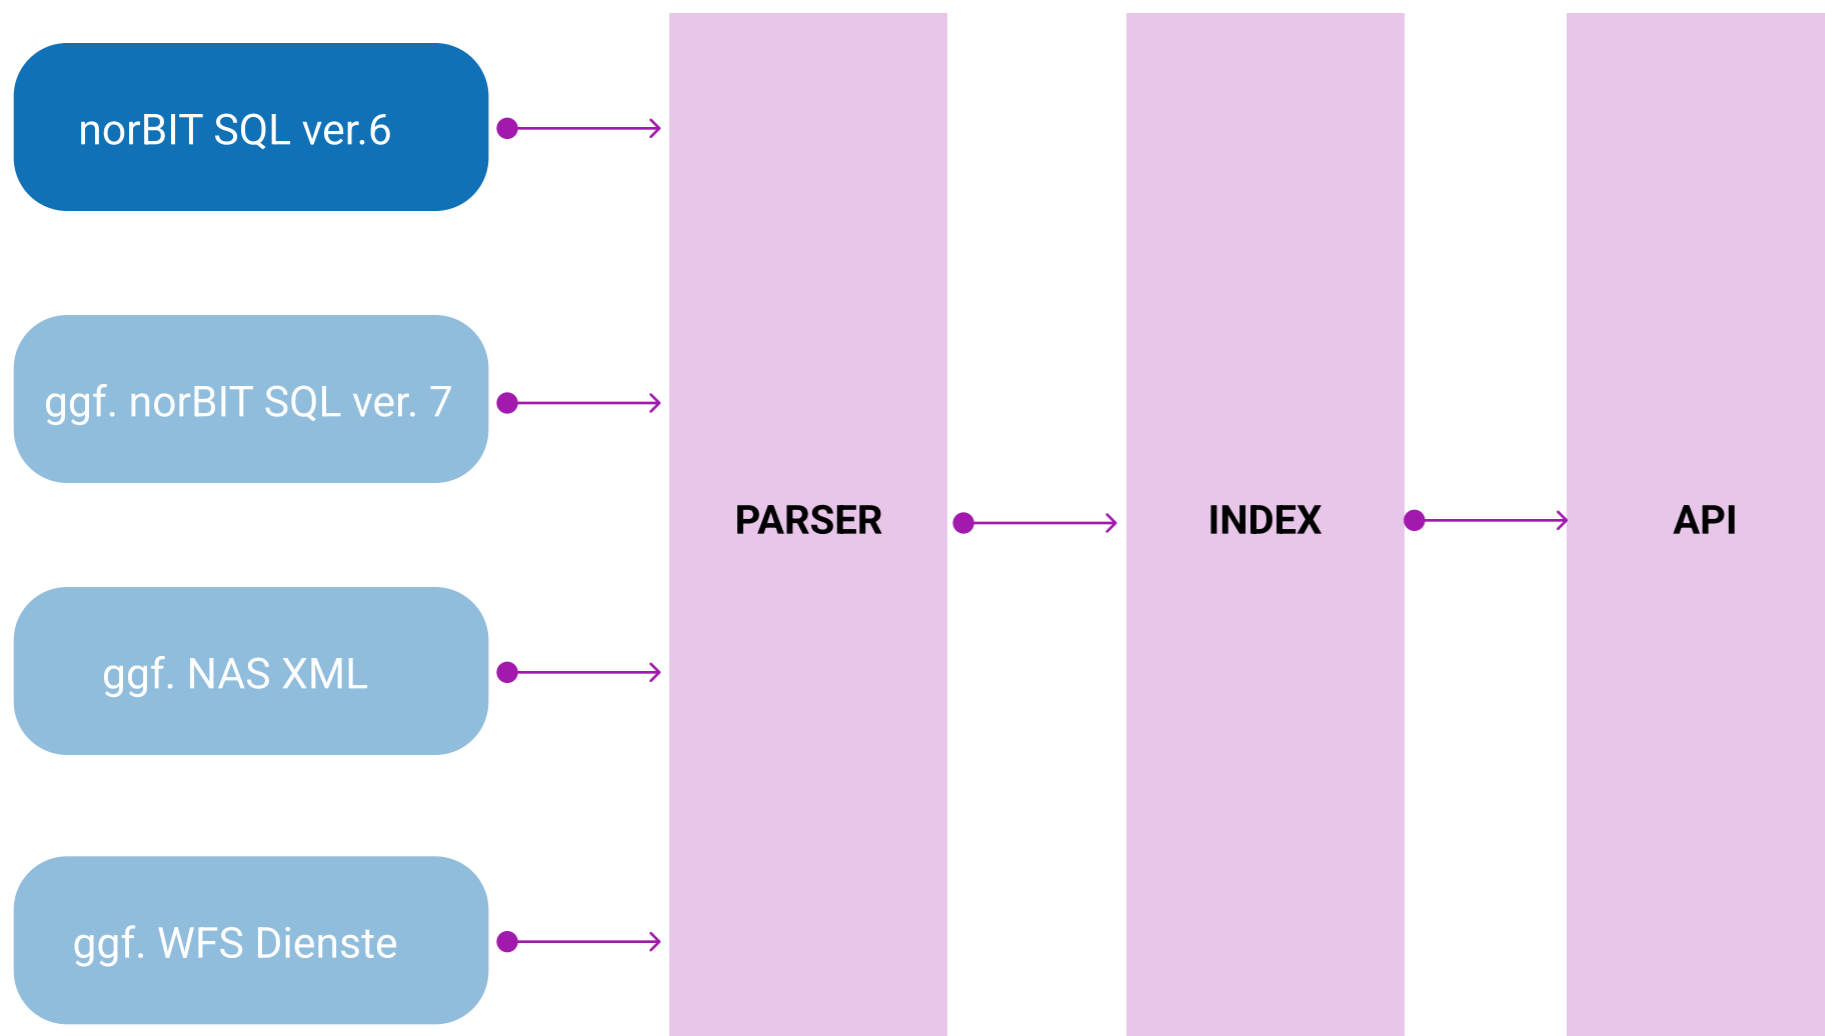 norBIT SQL ver.6
ggf. norBIT SQL ver. 7
ggf. NAS XML
ggf. WFS Dienste
PARSER
INDEX
API